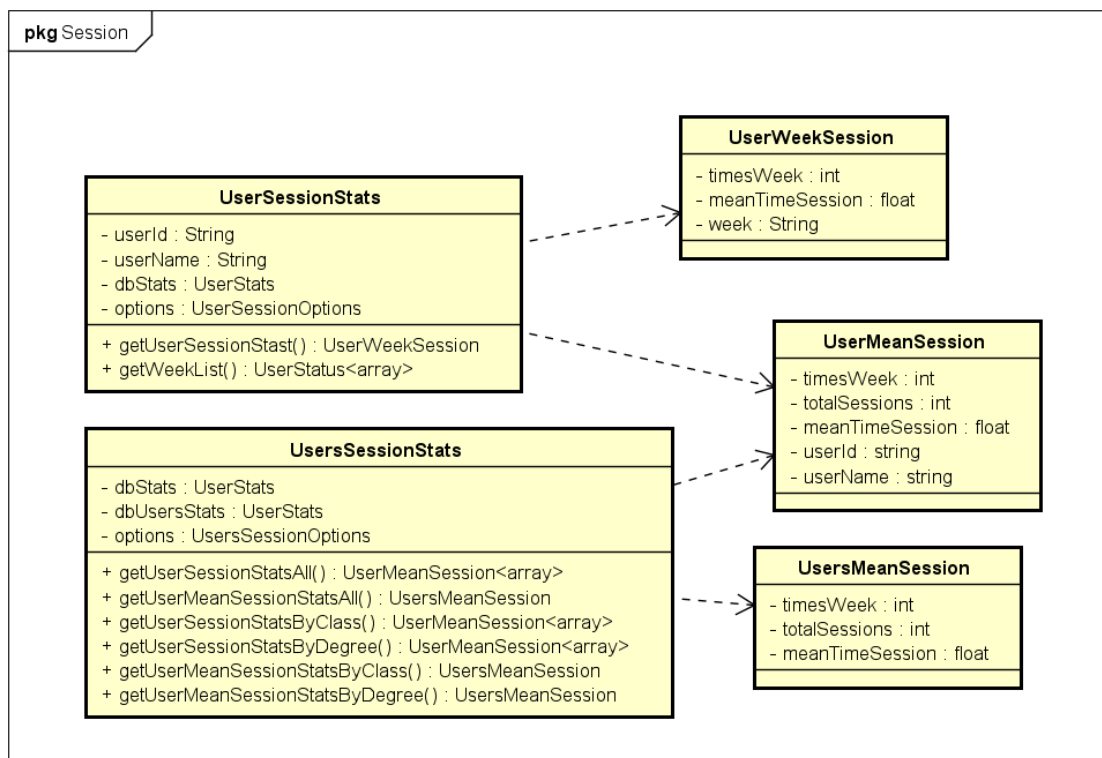 pkg Session
UserSessionStats
- userId : String
- userName : String
- dbStats : UserStats
- options : UserSessionOptions
+ getUserSessionStast() : UserWeekSession
+ getWeekList() : UserStatus<array>
UserWeekSession
- timesWeek : int
- meanTimeSession : float
- week : String
UserMeanSession
- timesWeek : int
- totalSessions : int
- meanTimeSession : float
- userId : string
- userName : string
UsersSessionStats
- dbStats : UserStats
- dbUsersStats : UserStats
- options : UsersSessionOptions
+ getUserSessionStatsAll() : UserMeanSession<array>
+ getUserMeanSessionStatsAll() : UsersMeanSession
+ getUserSessionStatsByClass() : UserMeanSession<array>
+ getUserSessionStatsByDegree() : UserMeanSession<array>
+ getUserMeanSessionStatsByClass() : UsersMeanSession
+ getUserMeanSessionStatsByDegree() : UsersMeanSession
UsersMeanSession
- timesWeek : int
- totalSessions : int
- meanTimeSession : float